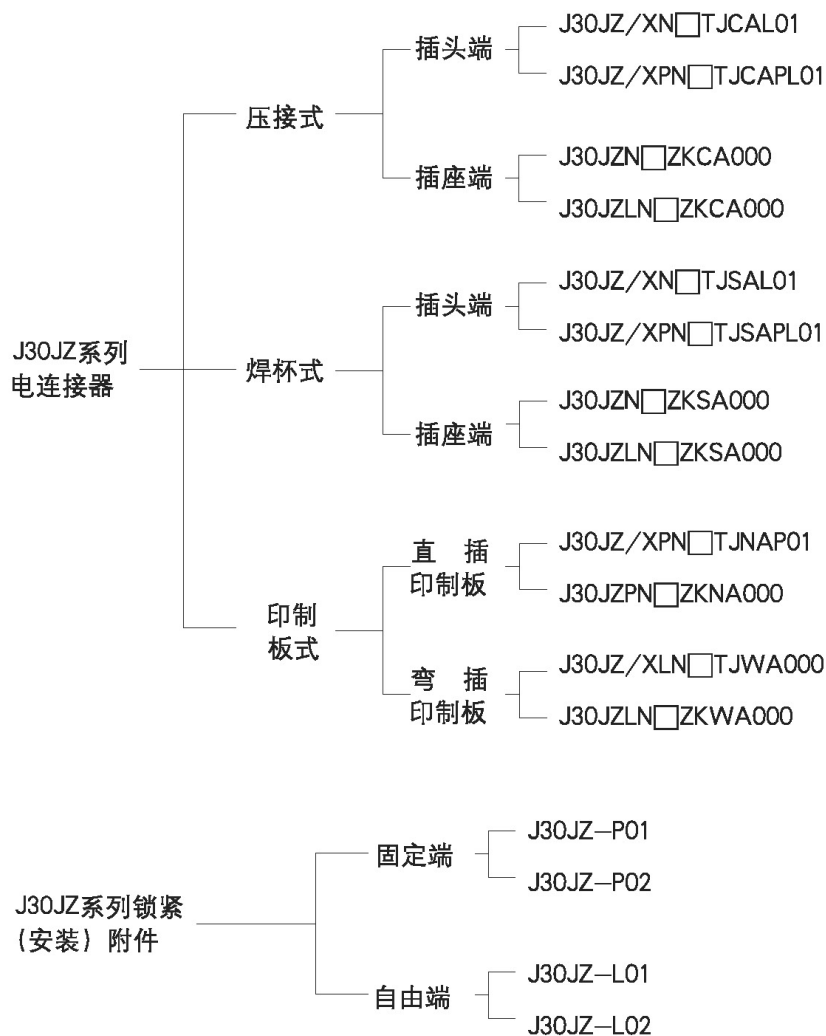 J30JZ/XN□TJCAL01
插头端
J30JZ/XPN□TJCAPL01
压接式
J30JZN□ZKCA000
插座端
J30JZLN□ZKCA000
J30JZ/XN□TJSAL01
插头端
J30JZ/XPN□TJSAPL01
J30JZ系列
电连接器
焊杯式
J30JZN□ZKSA000
插座端
J30JZLN□ZKSA000
J30JZ/XPN□TJNAP01
直 插
印制板
J30JZPN□ZKNA000
印制
板式
J30JZ/XLN□TJWA000
弯 插
印制板
J30JZLN□ZKWA000
J30JZ—P01
固定端
J30JZ—P02
J30JZ系列锁紧
(安装)附件
J30JZ—L01
自由端
J30JZ—L02